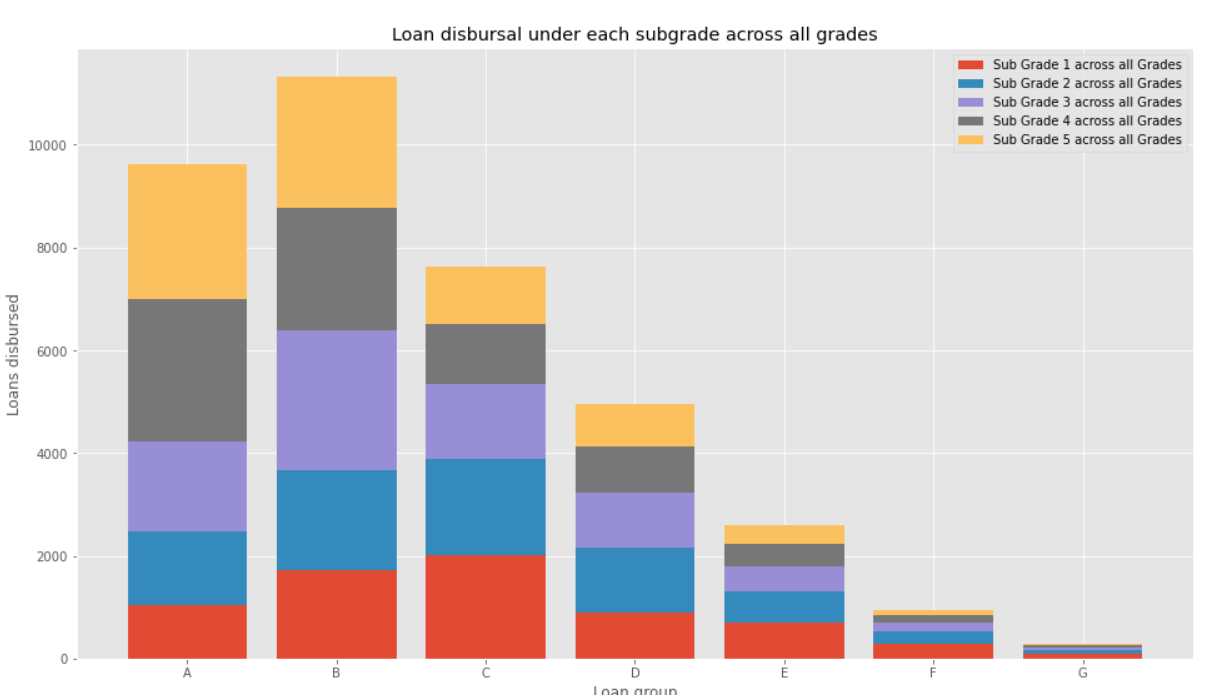 Loan disbursal under each subgrade across all grades
Sub Grade 1 across all Grades
Sub Grade 2 across all Grades
Sub Grade 3 across all Grades
Sub Grade 4 across all Grades
Sub Grade 5 across all Grades
10000
8000
6000
4000
2000
0
Loans disbursed
A B C D E F G
Loan group